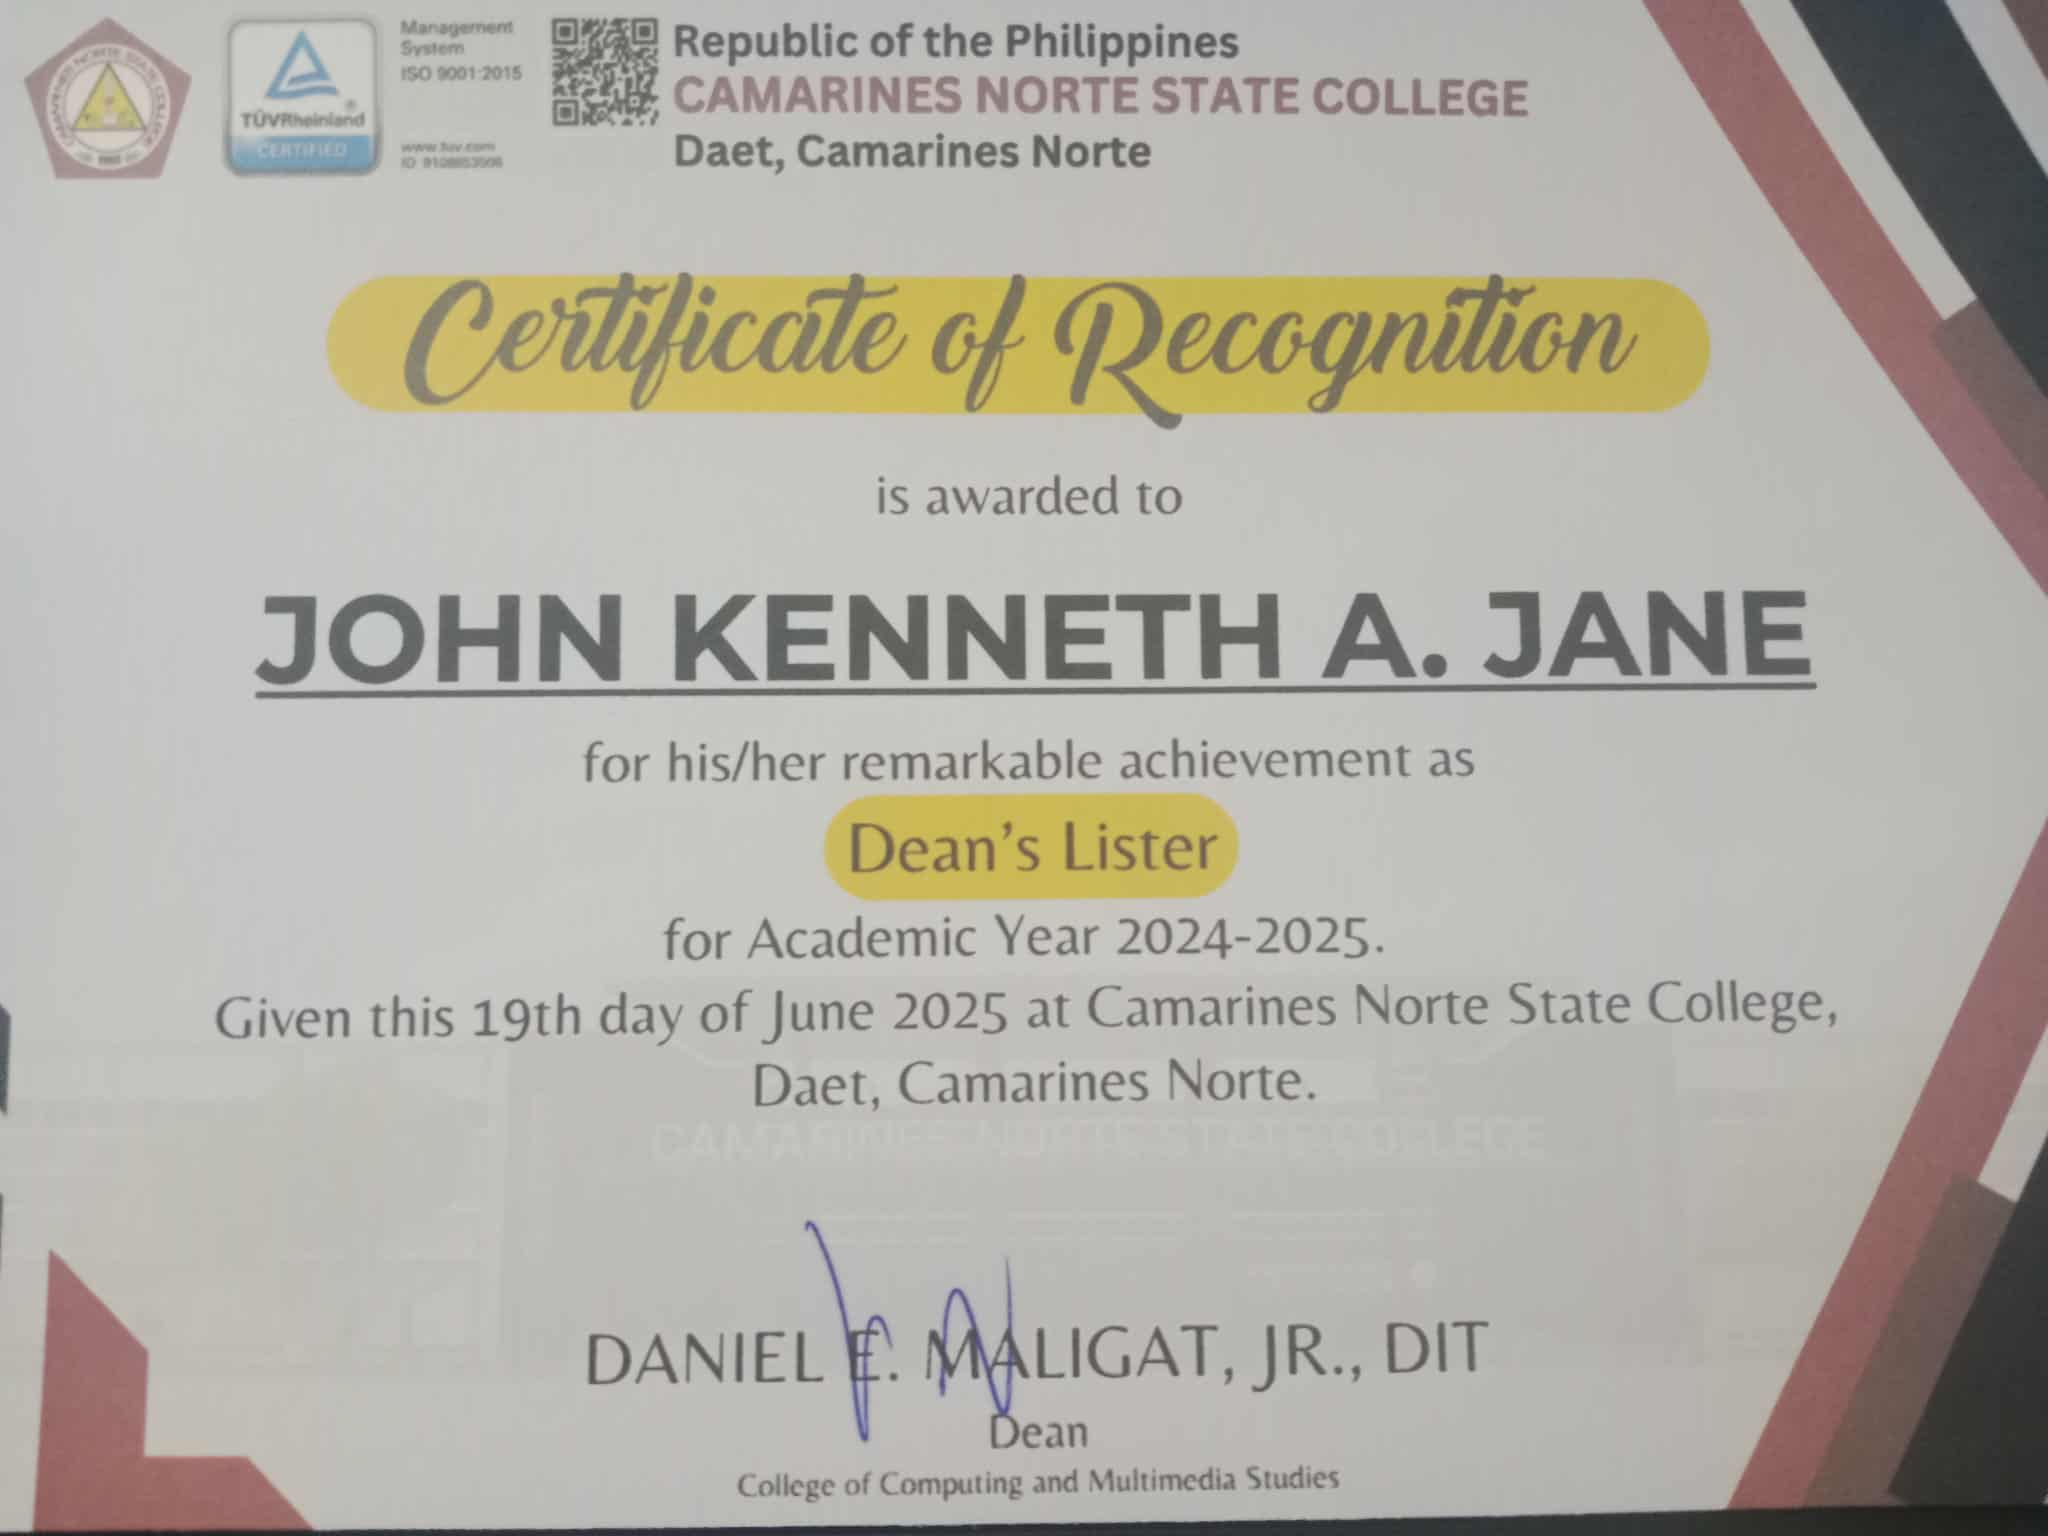 Management
System
ISO 9001:2015
TÜVRheinland
CERTIFIED
www.tuv.com
ID
Republic of the Philippines
CAMARINES NORTE STATE COLLEGE
Daet, Camarines Norte
Certificate of Recognition
is awarded to
JOHN KENNETH A. JANE
for his/her remarkable achievement as
Dean's Lister
for Academic Year 2024-2025.
Given this 19th day of June 2025 at Camarines Norte State College,
Daet, Camarines Norte.
CAMARINES NORTE STATE COLLEGE
DANIEL E. MALIGAT, JR., DIT
Dean
College of Computing and Multimedia Studies